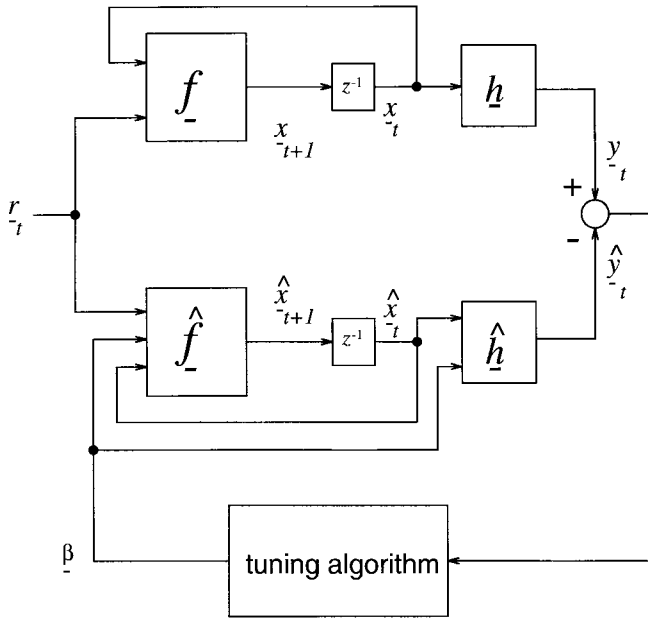 f
z⁻¹
h
x t+1
x t
y t
+
r t
-
ŷ t
x̂ t+1
x̂ t
f̂
z⁻¹
ĥ
β
tuning algorithm